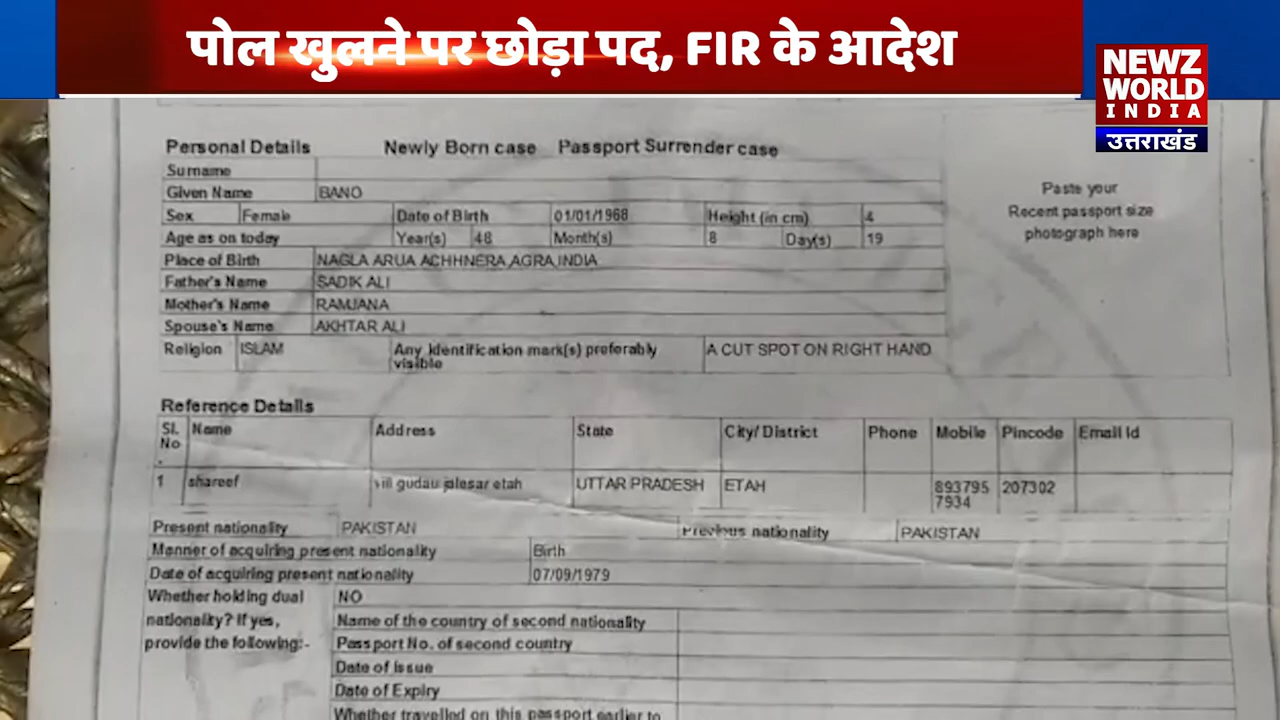 पोल खुलने पर छोड़ा पद, FIR के आदेश
NEWZ
WORLD
INDIA
उत्तराखंड
Personal Details Newly Born case Passport Surrender case
Surname
Given Name BANO
Sex Female Date of Birth 01/01/1968 Height (in cm) 4
Age as on today Year(s) 48 Month(s) 8 Day(s) 19
Place of Birth NAGLA ARUA ACHHNERA,AGRA,INDIA
Father's Name SADIK ALI
Mother's Name RAMJANA
Spouse's Name AKHTAR ALI
Religion ISLAM Any Identification mark(s) preferably visible A CUT SPOT ON RIGHT HAND
Paste your
Recent passport size
photograph here
Reference Details
Sl. No . Name Address State City/ District Phone Mobile Pincode Email Id
1 shareef vill gudau jalesar etah UTTAR PRADESH ETAH 893795 7934 207302
Present nationality PAKISTAN Previous nationality PAKISTAN
Manner of acquiring present nationality Birth
Date of acquiring present nationality 07/09/1979
Whether holding dual NO
nationality? If yes, Name of the country of second nationality
provide the following:- Passport No. of second country
Date of Issue
Date of Expiry
Whether travelled on this passport earlier to